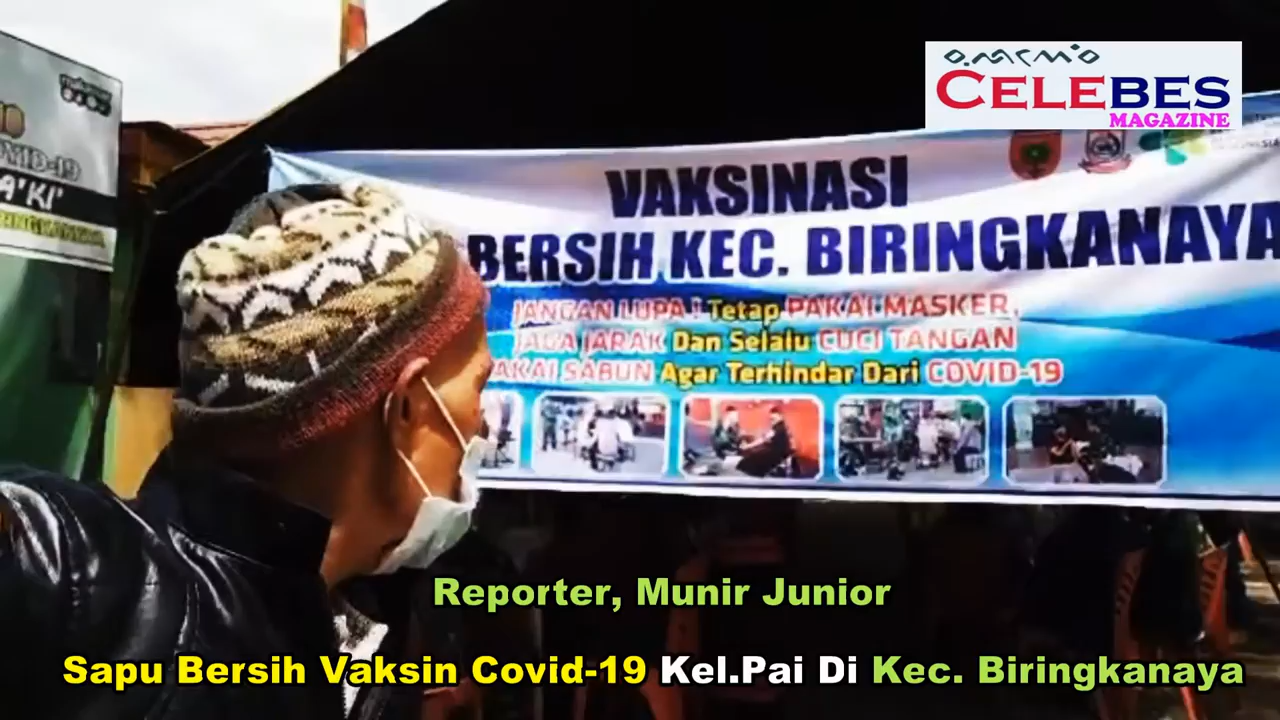 CELEBES
MAGAZINE
VAKSINASI
BERSIH KEC. BIRINGKANAYA
JANGAN LUPA ! Tetap PAKAI MASKER,
JAGA JARAK Dan Selalu CUCI TANGAN
AKAI SABUN Agar Terhindar Dari COVID-19
Reporter, Munir Junior
Sapu Bersih Vaksin Covid-19 Kel.Pai Di Kec. Biringkanaya